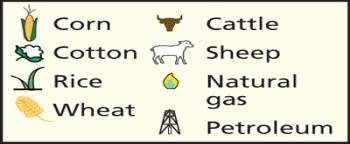 Corn
Cotton
Rice
Wheat
Cattle
Sheep
Natural
gas
Petroleum